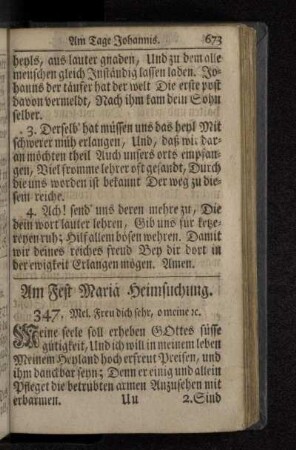 Am Tage Johannis. 673
heyls, aus lauter gnaden, Und zu dem alle
menschen gleich Inständig lassen laden. Jo-
hanns der täufer hat der welt Die erste post
davon vermeldt, Nach ihm kam dein Sohn
selber.
3. Derselb' hat müssen uns das heyl Mit
schwerer müh erlangen, Und, daß wir dar-
an möchten theil Auch unsers orts empfan-
gen, Viel fromme lehrer oft gesandt, Durch
die uns worden ist bekannt Der weg zu die-
sem reiche.
4. Ach! send' uns deren mehre zu, Die
dein wort lauter lehren, Gib uns für ketze-
reyen ruh; Hilf allem bösen wehren. Damit
wir deines reiches freud Bey dir dort in
der ewigkeit Erlangen mögen. Amen.
Am Fest Mariä Heimsuchung.
347. Mel. Freu dich sehr, o meine ꝛc.
Meine seele soll erheben GOttes süsse
gütigkeit, Und ich will in meinem leben
Meinem Heyland hoch erfreut Preisen, und
ihm danckbar seyn; Denn er einig und allein
Pfleget die betrübten armen Anzusehen mit
erbarmen. Uu 2. Sind